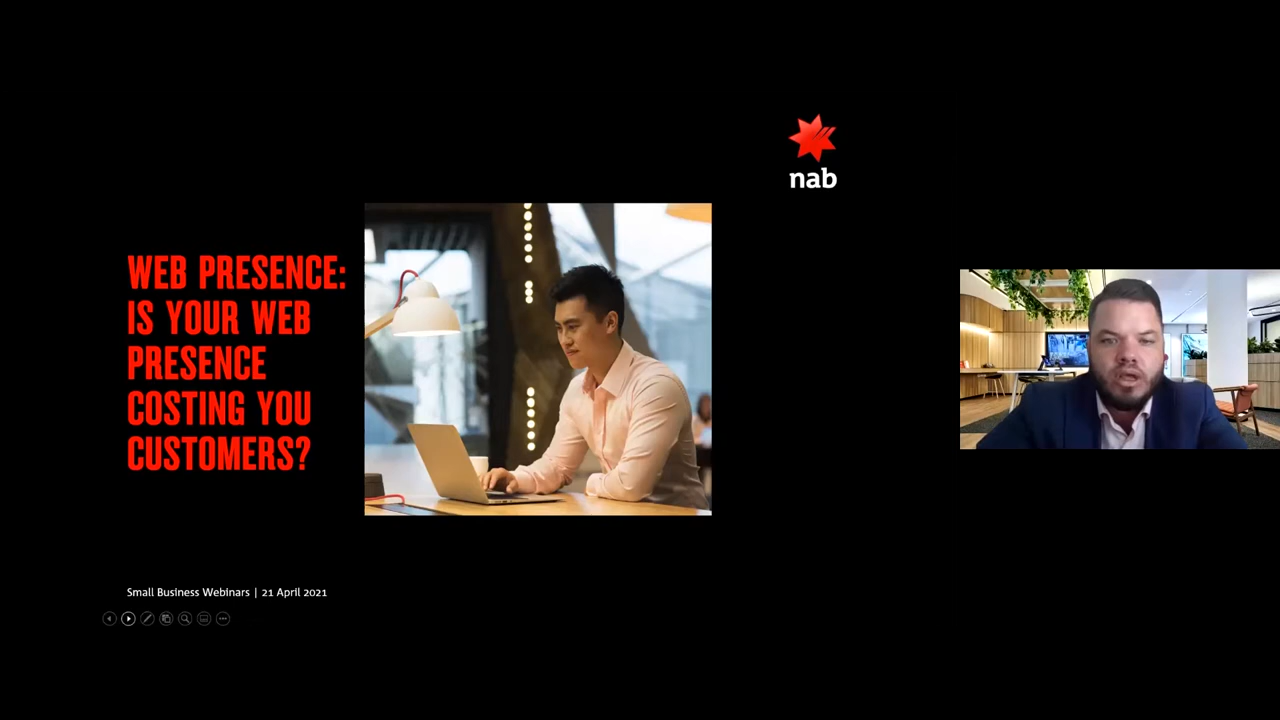 nab
WEB PRESENCE:
IS YOUR WEB
PRESENCE
COSTING YOU
CUSTOMERS?
Small Business Webinars | 21 April 2021